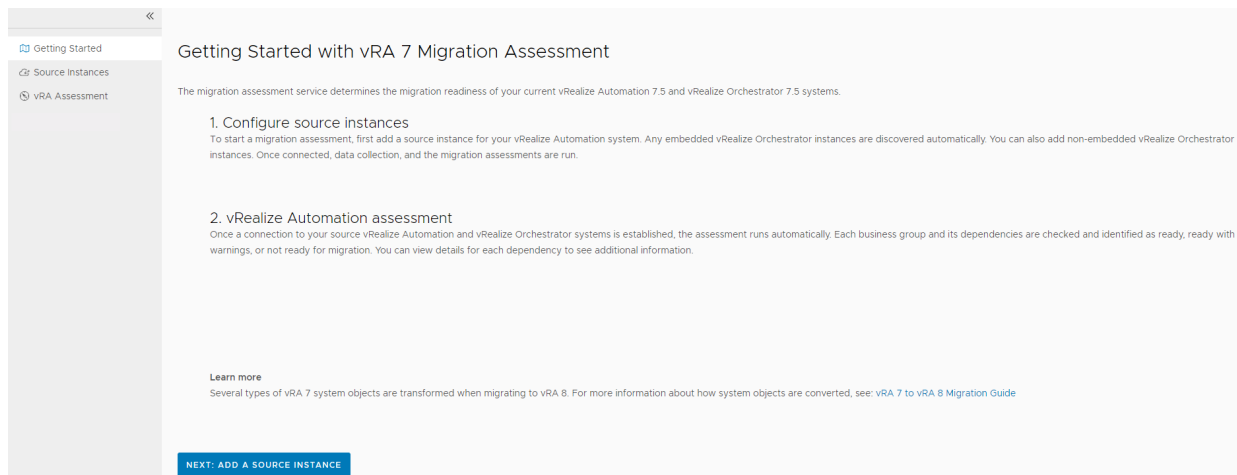 «
Getting Started
Source Instances
vRA Assessment
Getting Started with vRA 7 Migration Assessment
The migration assessment service determines the migration readiness of your current vRealize Automation 7.5 and vRealize Orchestrator 7.5 systems.
1. Configure source instances
To start a migration assessment, first add a source instance for your vRealize Automation system. Any embedded vRealize Orchestrator instances are discovered automatically. You can also add non-embedded vRealize Orchestrator
instances. Once connected, data collection, and the migration assessments are run.
2. vRealize Automation assessment
Once a connection to your source vRealize Automation and vRealize Orchestrator systems is established, the assessment runs automatically. Each business group and its dependencies are checked and identified as ready, ready with
warnings, or not ready for migration. You can view details for each dependency to see additional information.
Learn more
Several types of vRA 7 system objects are transformed when migrating to vRA 8. For more information about how system objects are converted, see: vRA 7 to vRA 8 Migration Guide
NEXT: ADD A SOURCE INSTANCE